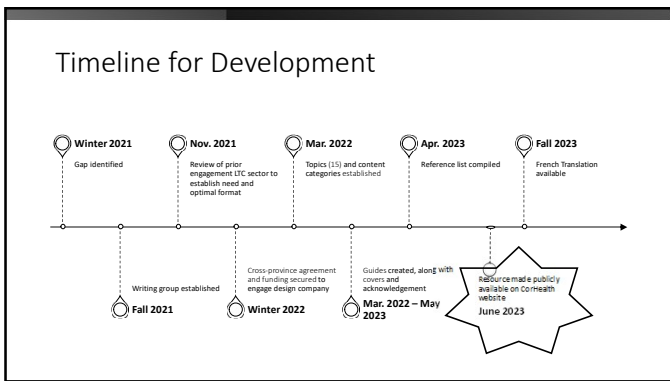 Timeline for Development
Winter 2021
Gap identified
Nov. 2021
Review of prior
engagement LTC sector to
establish need and
optimal format
Mar. 2022
Topics (15) and content
categories established
Apr. 2023
Reference list compiled
Fall 2023
French Translation
available
Writing group established
Fall 2021
Cross-province agreement
and funding secured to
engage design company
Winter 2022
Guides created, along with
covers and
acknowledgement
Mar. 2022 – May
2023
Resource made publicly
available on CorHealth
website
June 2023